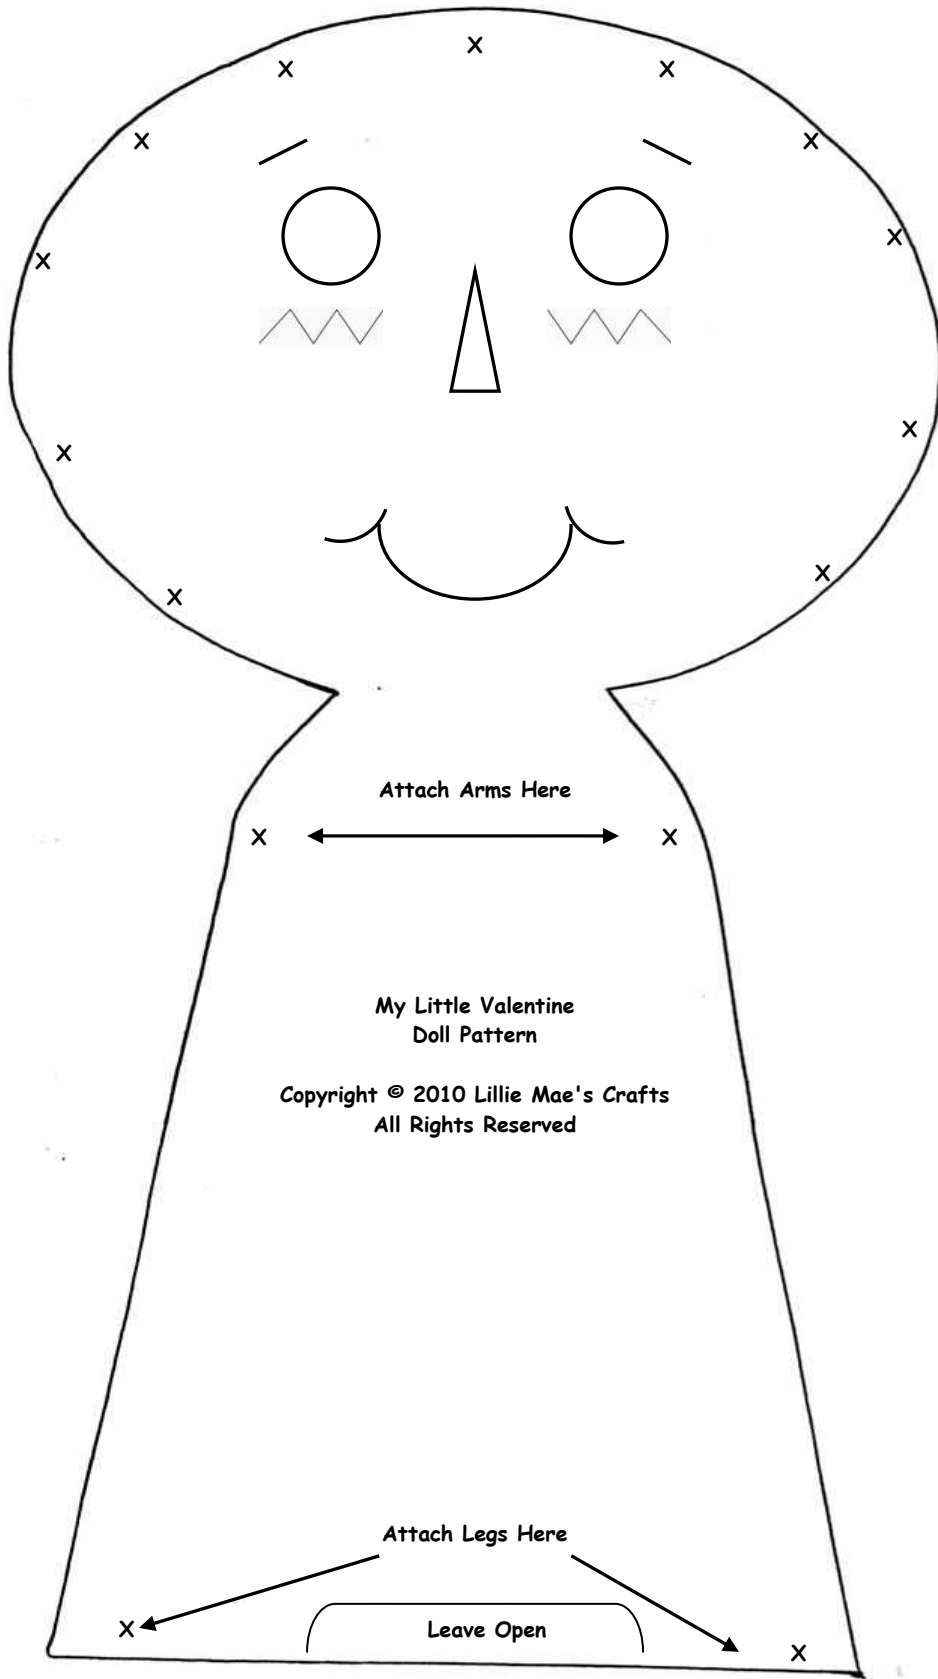 x
x
x
x
x
x
x
x
x
x
x
Attach Arms Here
x x
My Little Valentine
Doll Pattern
Copyright © 2010 Lillie Mae's Crafts
All Rights Reserved
Attach Legs Here
x Leave Open x